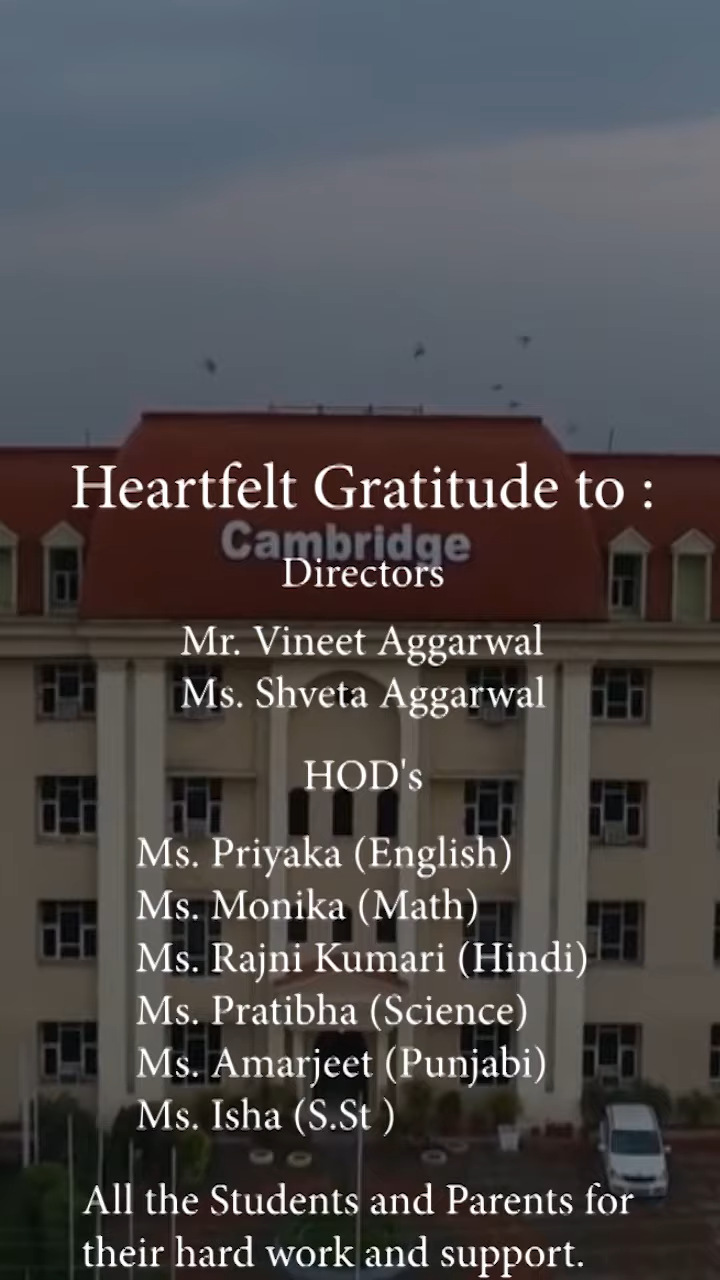 Heartfelt Gratitude to :
Cambridge
Directors
Mr. Vineet Aggarwal
Ms. Shveta Aggarwal
HOD's
Ms. Priyaka (English)
Ms. Monika (Math)
Ms. Rajni Kumari (Hindi)
Ms. Pratibha (Science)
Ms. Amarjeet (Punjabi)
Ms. Isha (S.St )
All the Students and Parents for
their hard work and support.